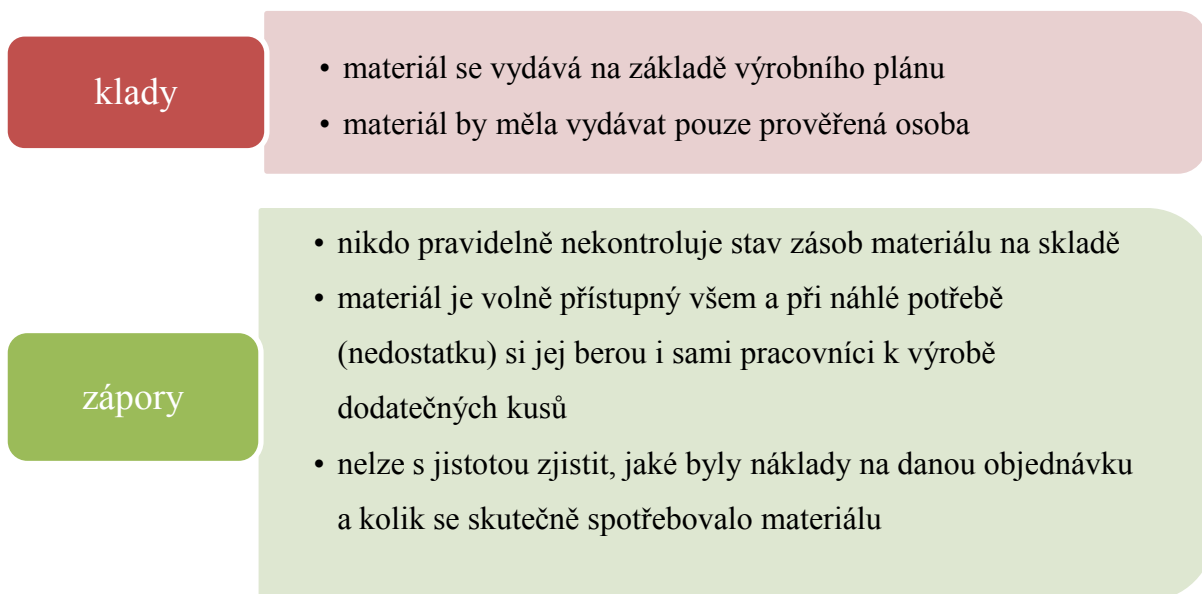 klady
• materiál se vydává na základě výrobního plánu
• materiál by měla vydávat pouze prověřená osoba
zápory
• nikdo pravidelně nekontroluje stav zásob materiálu na skladě
• materiál je volně přístupný všem a při náhlé potřebě
(nedostatku) si jej berou i sami pracovníci k výrobě
dodatečných kusů
• nelze s jistotou zjistit, jaké byly náklady na danou objednávku
a kolik se skutečně spotřebovalo materiálu